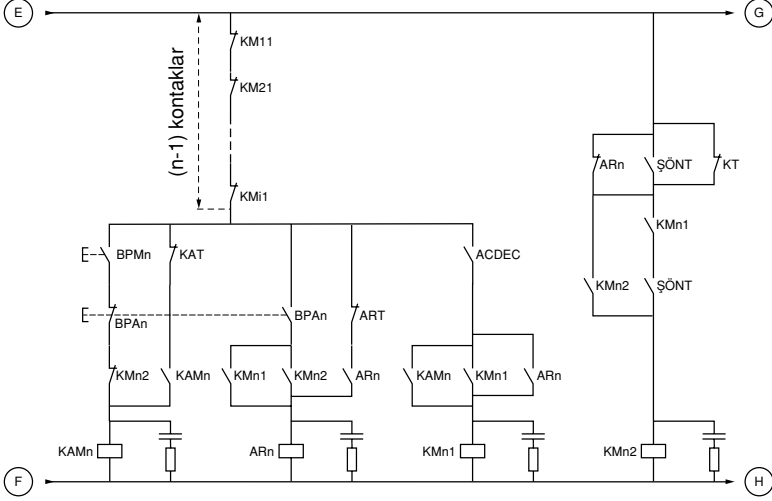 E
G
KM11
KM21
(n-1) kontaklar
ARn
ŞÖNT
KT
KMi1
KMn1
BPMn
KAT
ACDEC
KMn2
ŞÖNT
BPAn
BPAn
ART
KMn2
KAMn
KMn1
KMn2
ARn
KAMn
KMn1
ARn
KAMn
ARn
KMn1
KMn2
F
H